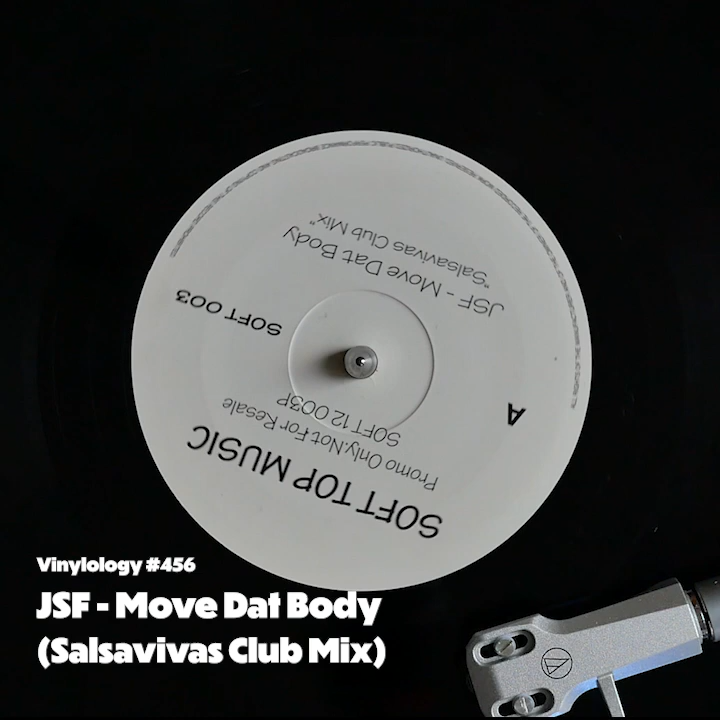 JSF - Move Dat Body
"Salsavivas Club Mix"
SOFT 003
A
SOFT 12 003P
Promo Only.Not For Resale
SOFT TOP MUSIC
Vinylology #456
JSF - Move Dat Body
(Salsavivas Club Mix)